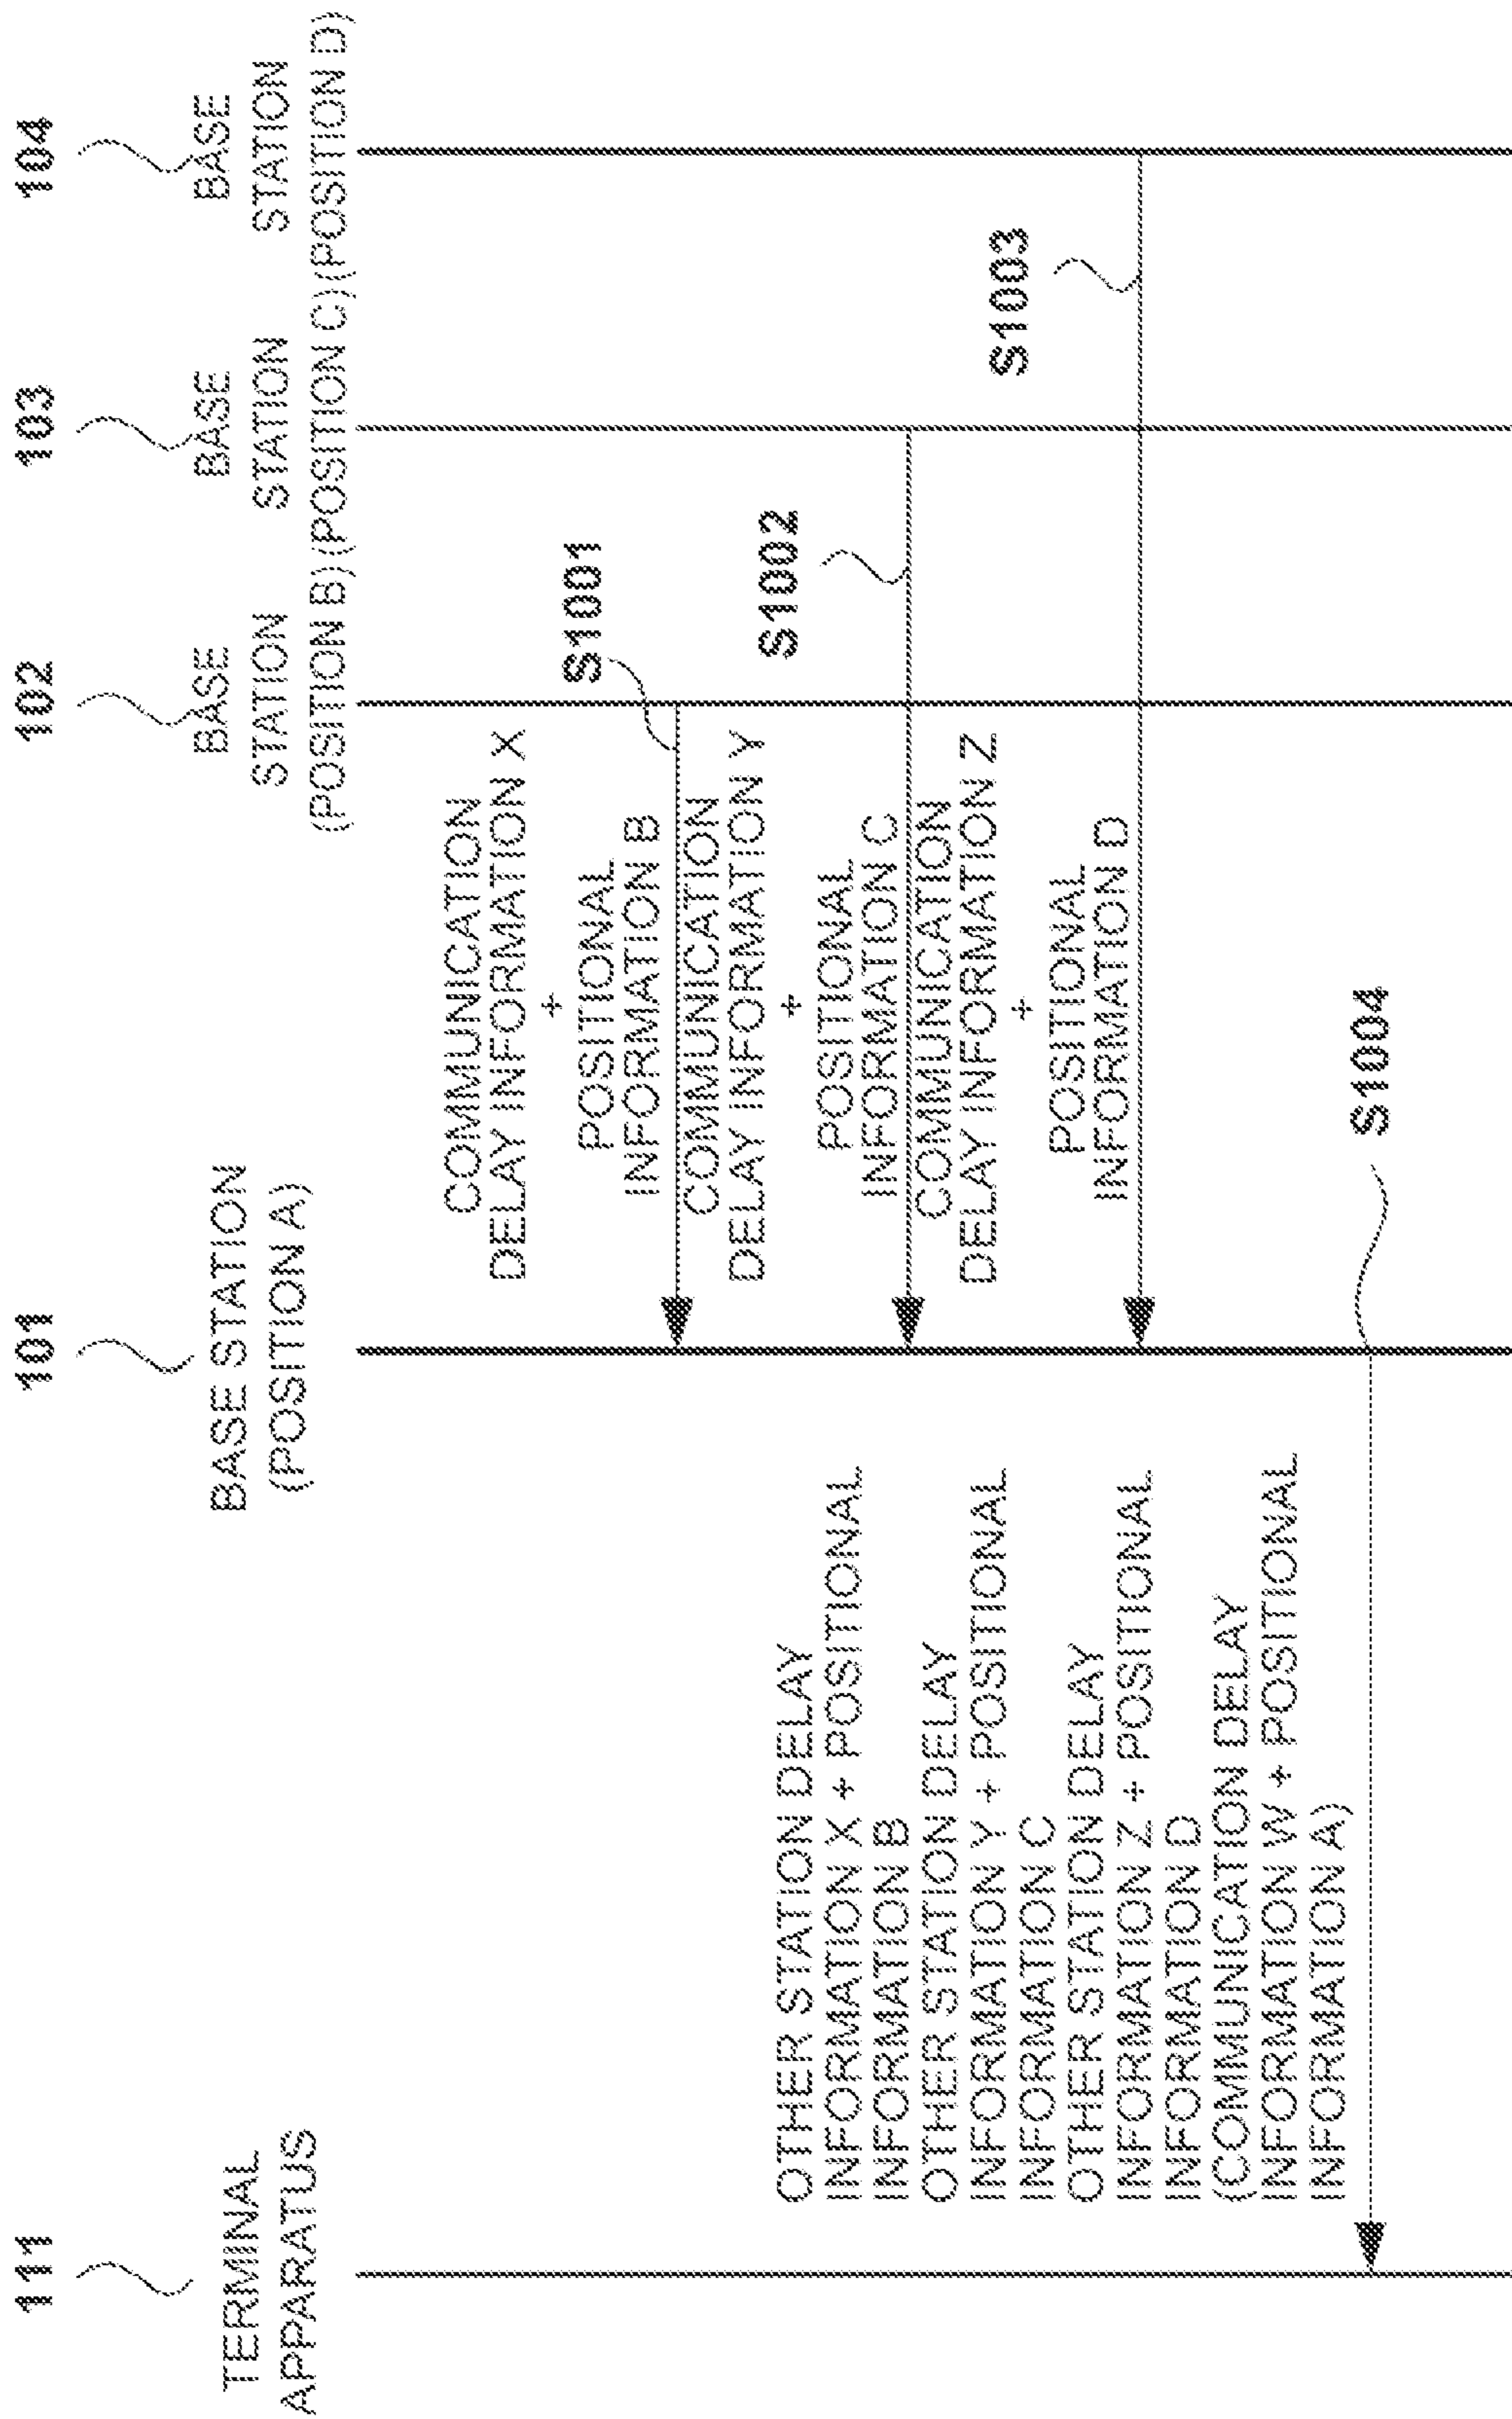 111
TERMINAL
APPARATUS
101
BASE STATION
(POSITION A)
102
BASE
STATION
(POSITION B)
103
BASE
STATION
(POSITION C)
104
BASE
STATION
(POSITION D)
COMMUNICATION
DELAY INFORMATION X
+
POSITIONAL
INFORMATION B
S1001
COMMUNICATION
DELAY INFORMATION Y
+
POSITIONAL
INFORMATION C
S1002
COMMUNICATION
DELAY INFORMATION Z
+
POSITIONAL
INFORMATION D
S1003
OTHER STATION DELAY
INFORMATION X + POSITIONAL
INFORMATION B
OTHER STATION DELAY
INFORMATION Y + POSITIONAL
INFORMATION C
OTHER STATION DELAY
INFORMATION Z + POSITIONAL
INFORMATION D
(COMMUNICATION DELAY
INFORMATION W + POSITIONAL
INFORMATION A)
S1004